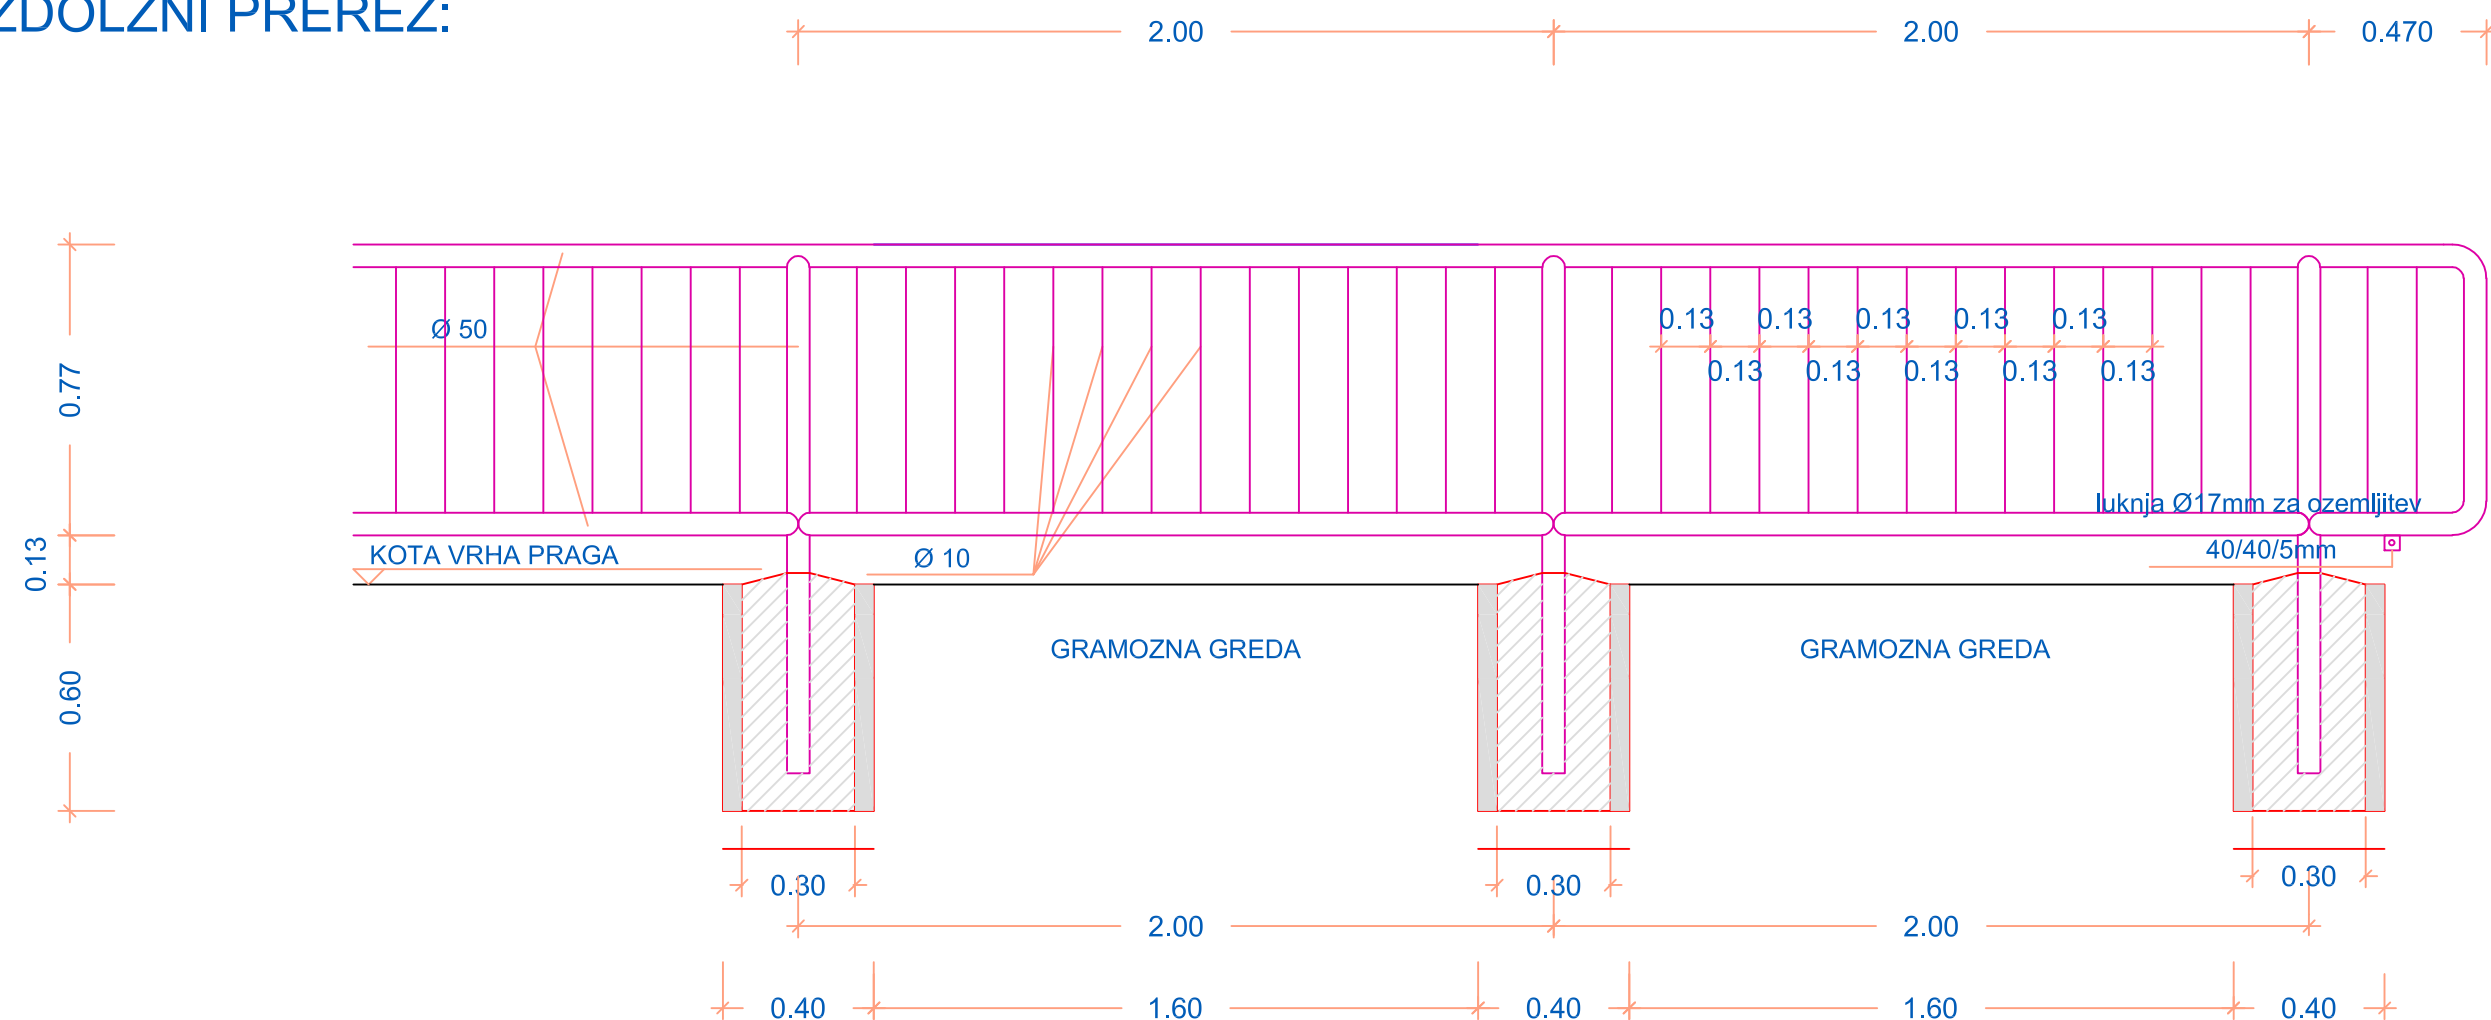 ZDOLZNI PREREZ:
2.00
2.00
0.470
0.13 0.13 0.13 0.13 0.13
Ø 50
0.13 0.13 0.13 0.13 0.13
0.77
luknja Ø17mm za ozemljitev
40/40/5mm
KOTA VRHA PRAGA
Ø 10
0.13
GRAMOZNA GREDA
GRAMOZNA GREDA
0.60
0.30
0.30
0.30
2.00
2.00
0.40
1.60
0.40
1.60
0.40